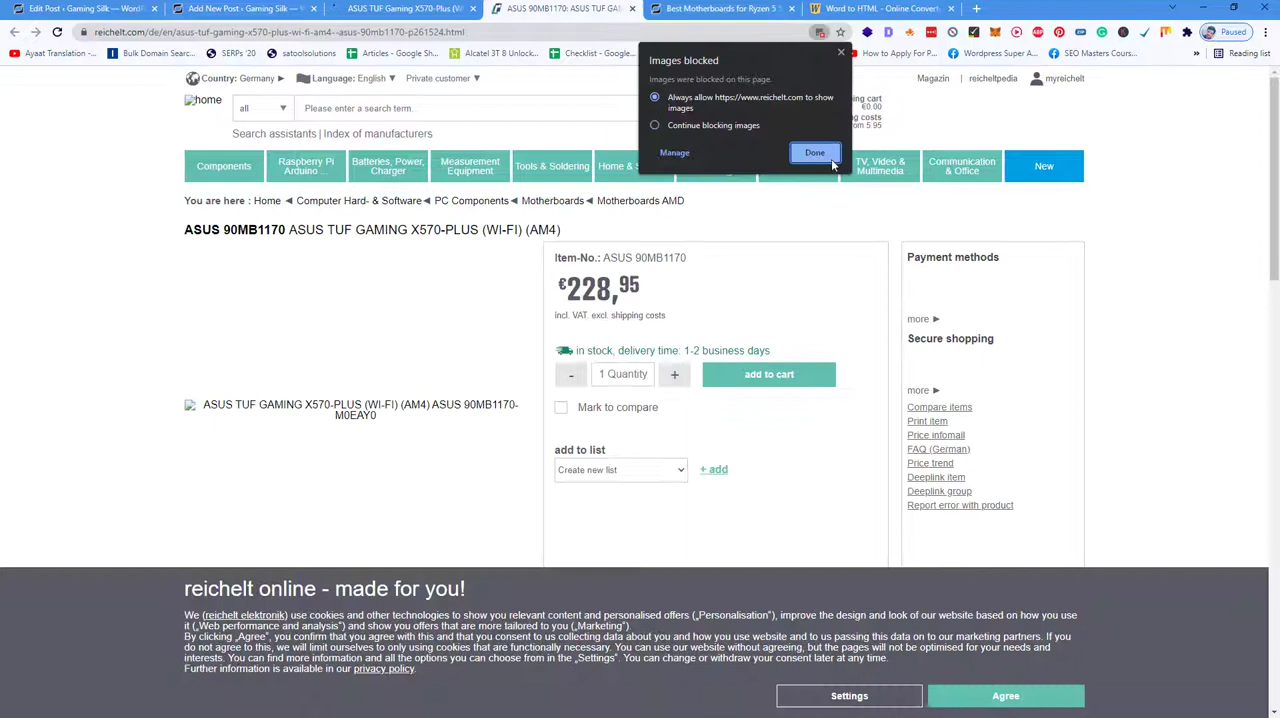 Edit Post ‹ Gaming Silk — Word
Add New Post ‹ Gaming Silk — W
ASUS TUF Gaming X570-Plus (Wi-F
ASUS 90MB1170: ASUS TUF GAM
Best Motherboards for Ryzen 5
Word to HTML - Online Converte
reichelt.com/de/en/asus-tuf-gaming-x570-plus-wi-fi-am4--asus-90mb1170-p261524.html
Paused
Ayaat Translation -...
Bulk Domain Searc...
SERPs '20
satoolsolutions
Articles - Google Sh...
Alcatel 3T 8 Unlock...
Checklist - Google...
How to Apply For P...
Wordpress Super A...
SEO Masters Cours...
»
Reading list
Images blocked
Images were blocked on this page.
Always allow https://www.reichelt.com to show
images
Continue blocking images
Manage
Done
Country: Germany ►
Language: English ▼
Private customer ▼
Magazin
reicheltpedia
myreichelt
home
all
Please enter a search term.
€0.00
Search assistants | Index of manufacturers
Components
Raspberry Pi
Arduino ...
Batteries, Power,
Charger
Measurement
Equipment
Tools & Soldering
TV, Video &
Multimedia
Communication
& Office
New
You are here : Home ◄ Computer Hard- & Software◄ PC Components◄ Motherboards◄ Motherboards AMD
ASUS 90MB1170 ASUS TUF GAMING X570-PLUS (WI-FI) (AM4)
Item-No.: ASUS 90MB1170
€228,95
incl. VAT. excl. shipping costs
in stock, delivery time: 1-2 business days
-
1 Quantity
+
add to cart
Mark to compare
add to list
Create new list
+ add
ASUS TUF GAMING X570-PLUS (WI-FI) (AM4) ASUS 90MB1170-
M0EAY0
Payment methods
more ►
Secure shopping
more ►
Compare items
Print item
Price infomail
FAQ (German)
Price trend
Deeplink item
Deeplink group
Report error with product
reichelt online - made for you!
We (reichelt elektronik) use cookies and other technologies to show you relevant content and personalised offers („Personalisation"), improve the design and look of our website based on how you use
it („Web performance and analysis") and show you offers that are more tailored to you („Marketing").
By clicking „Agree", you confirm that you agree with this and that you consent to us collecting data about you and how you use website and to us passing this data on to our marketing partners. If you
do not agree to this, we will limit ourselves to only using cookies that are functionally necessary. You can use our website without agreeing, but the pages will not be optimised for your needs and
interests. You can find more information and all the options you can choose from in the „Settings". You can change or withdraw your consent later at any time.
Further information is available in our privacy policy.
Settings
Agree